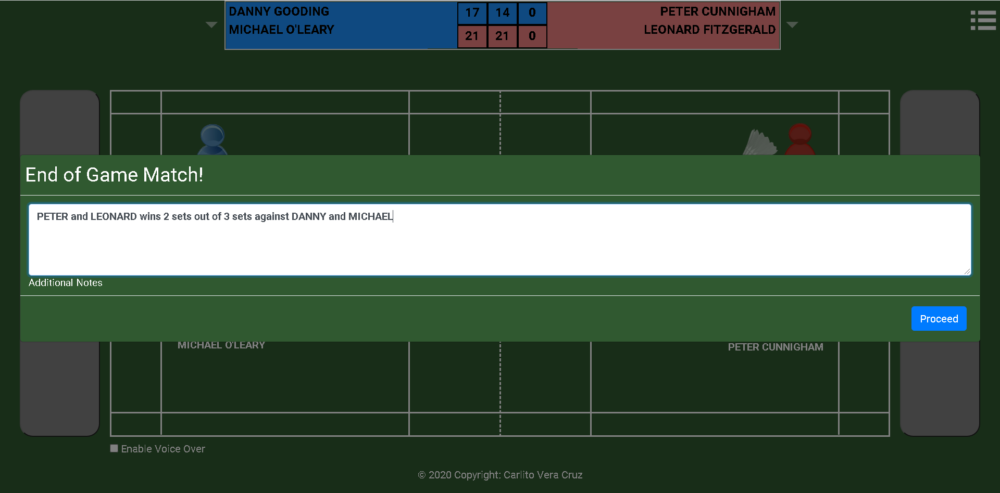 DANNY GOODING
MICHAEL O'LEARY
17 14 0
21 21 0
PETER CUNNIGHAM
LEONARD FITZGERALD
End of Game Match!
PETER and LEONARD wins 2 sets out of 3 sets against DANNY and MICHAEL
Additional Notes
Proceed
MICHAEL O'LEARY
PETER CUNNIGHAM
Enable Voice Over
© 2020 Copyright: Carlito Vera Cruz